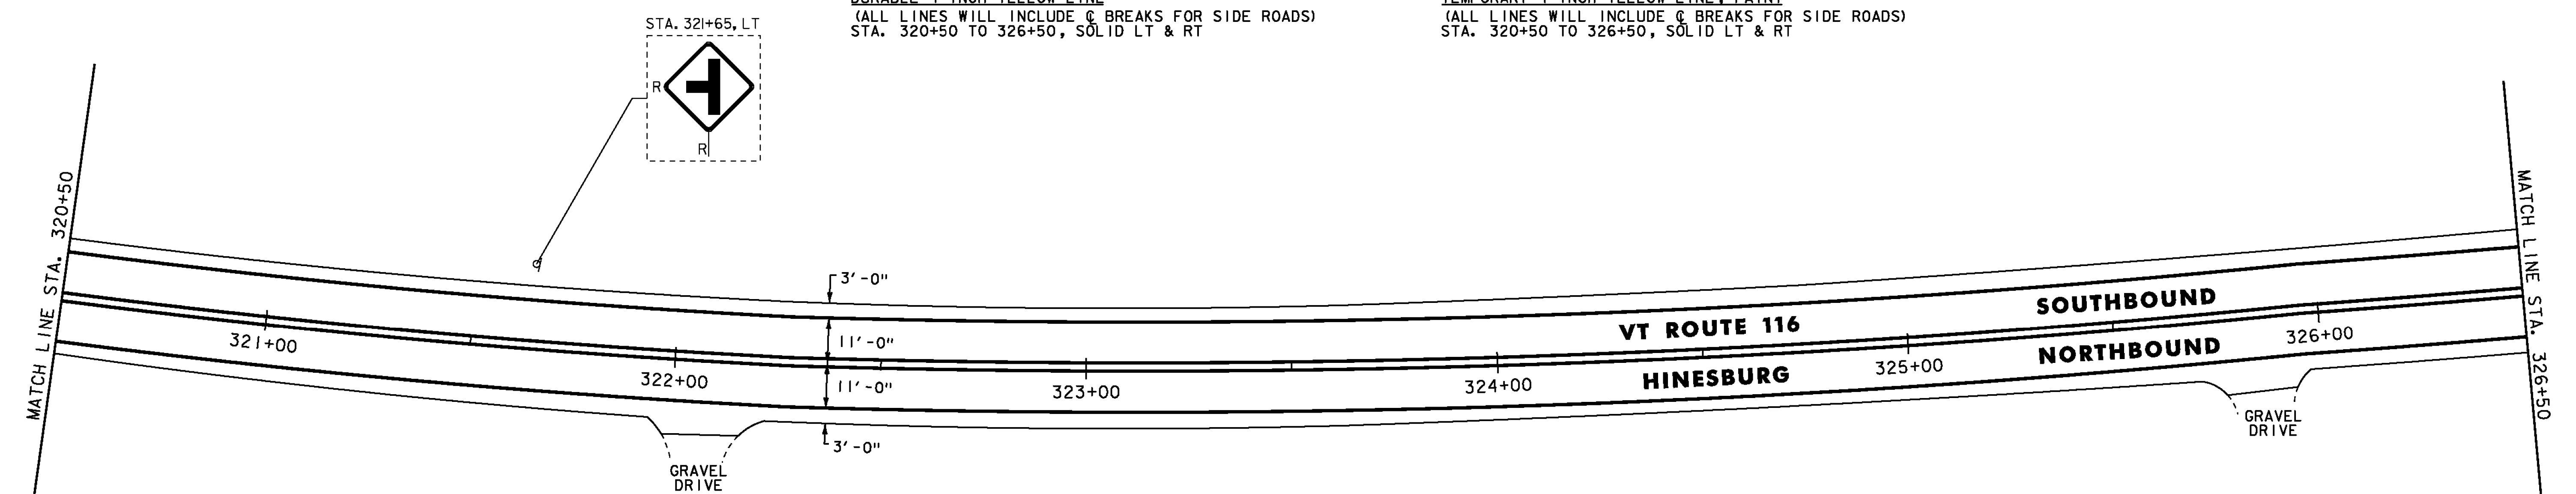 STA. 321+65, LT
R
R
(ALL LINES WILL INCLUDE ℄ BREAKS FOR SIDE ROADS)
STA. 320+50 TO 326+50, SOLID LT & RT
(ALL LINES WILL INCLUDE ℄ BREAKS FOR SIDE ROADS)
STA. 320+50 TO 326+50, SOLID LT & RT
MATCH LINE STA. 320+50
3'-0"
11'-0"
11'-0"
3'-0"
321+00
322+00
323+00
324+00
325+00
326+00
VT ROUTE 116
SOUTHBOUND
HINESBURG
NORTHBOUND
GRAVEL
DRIVE
GRAVEL
DRIVE
MATCH LINE STA. 326+50